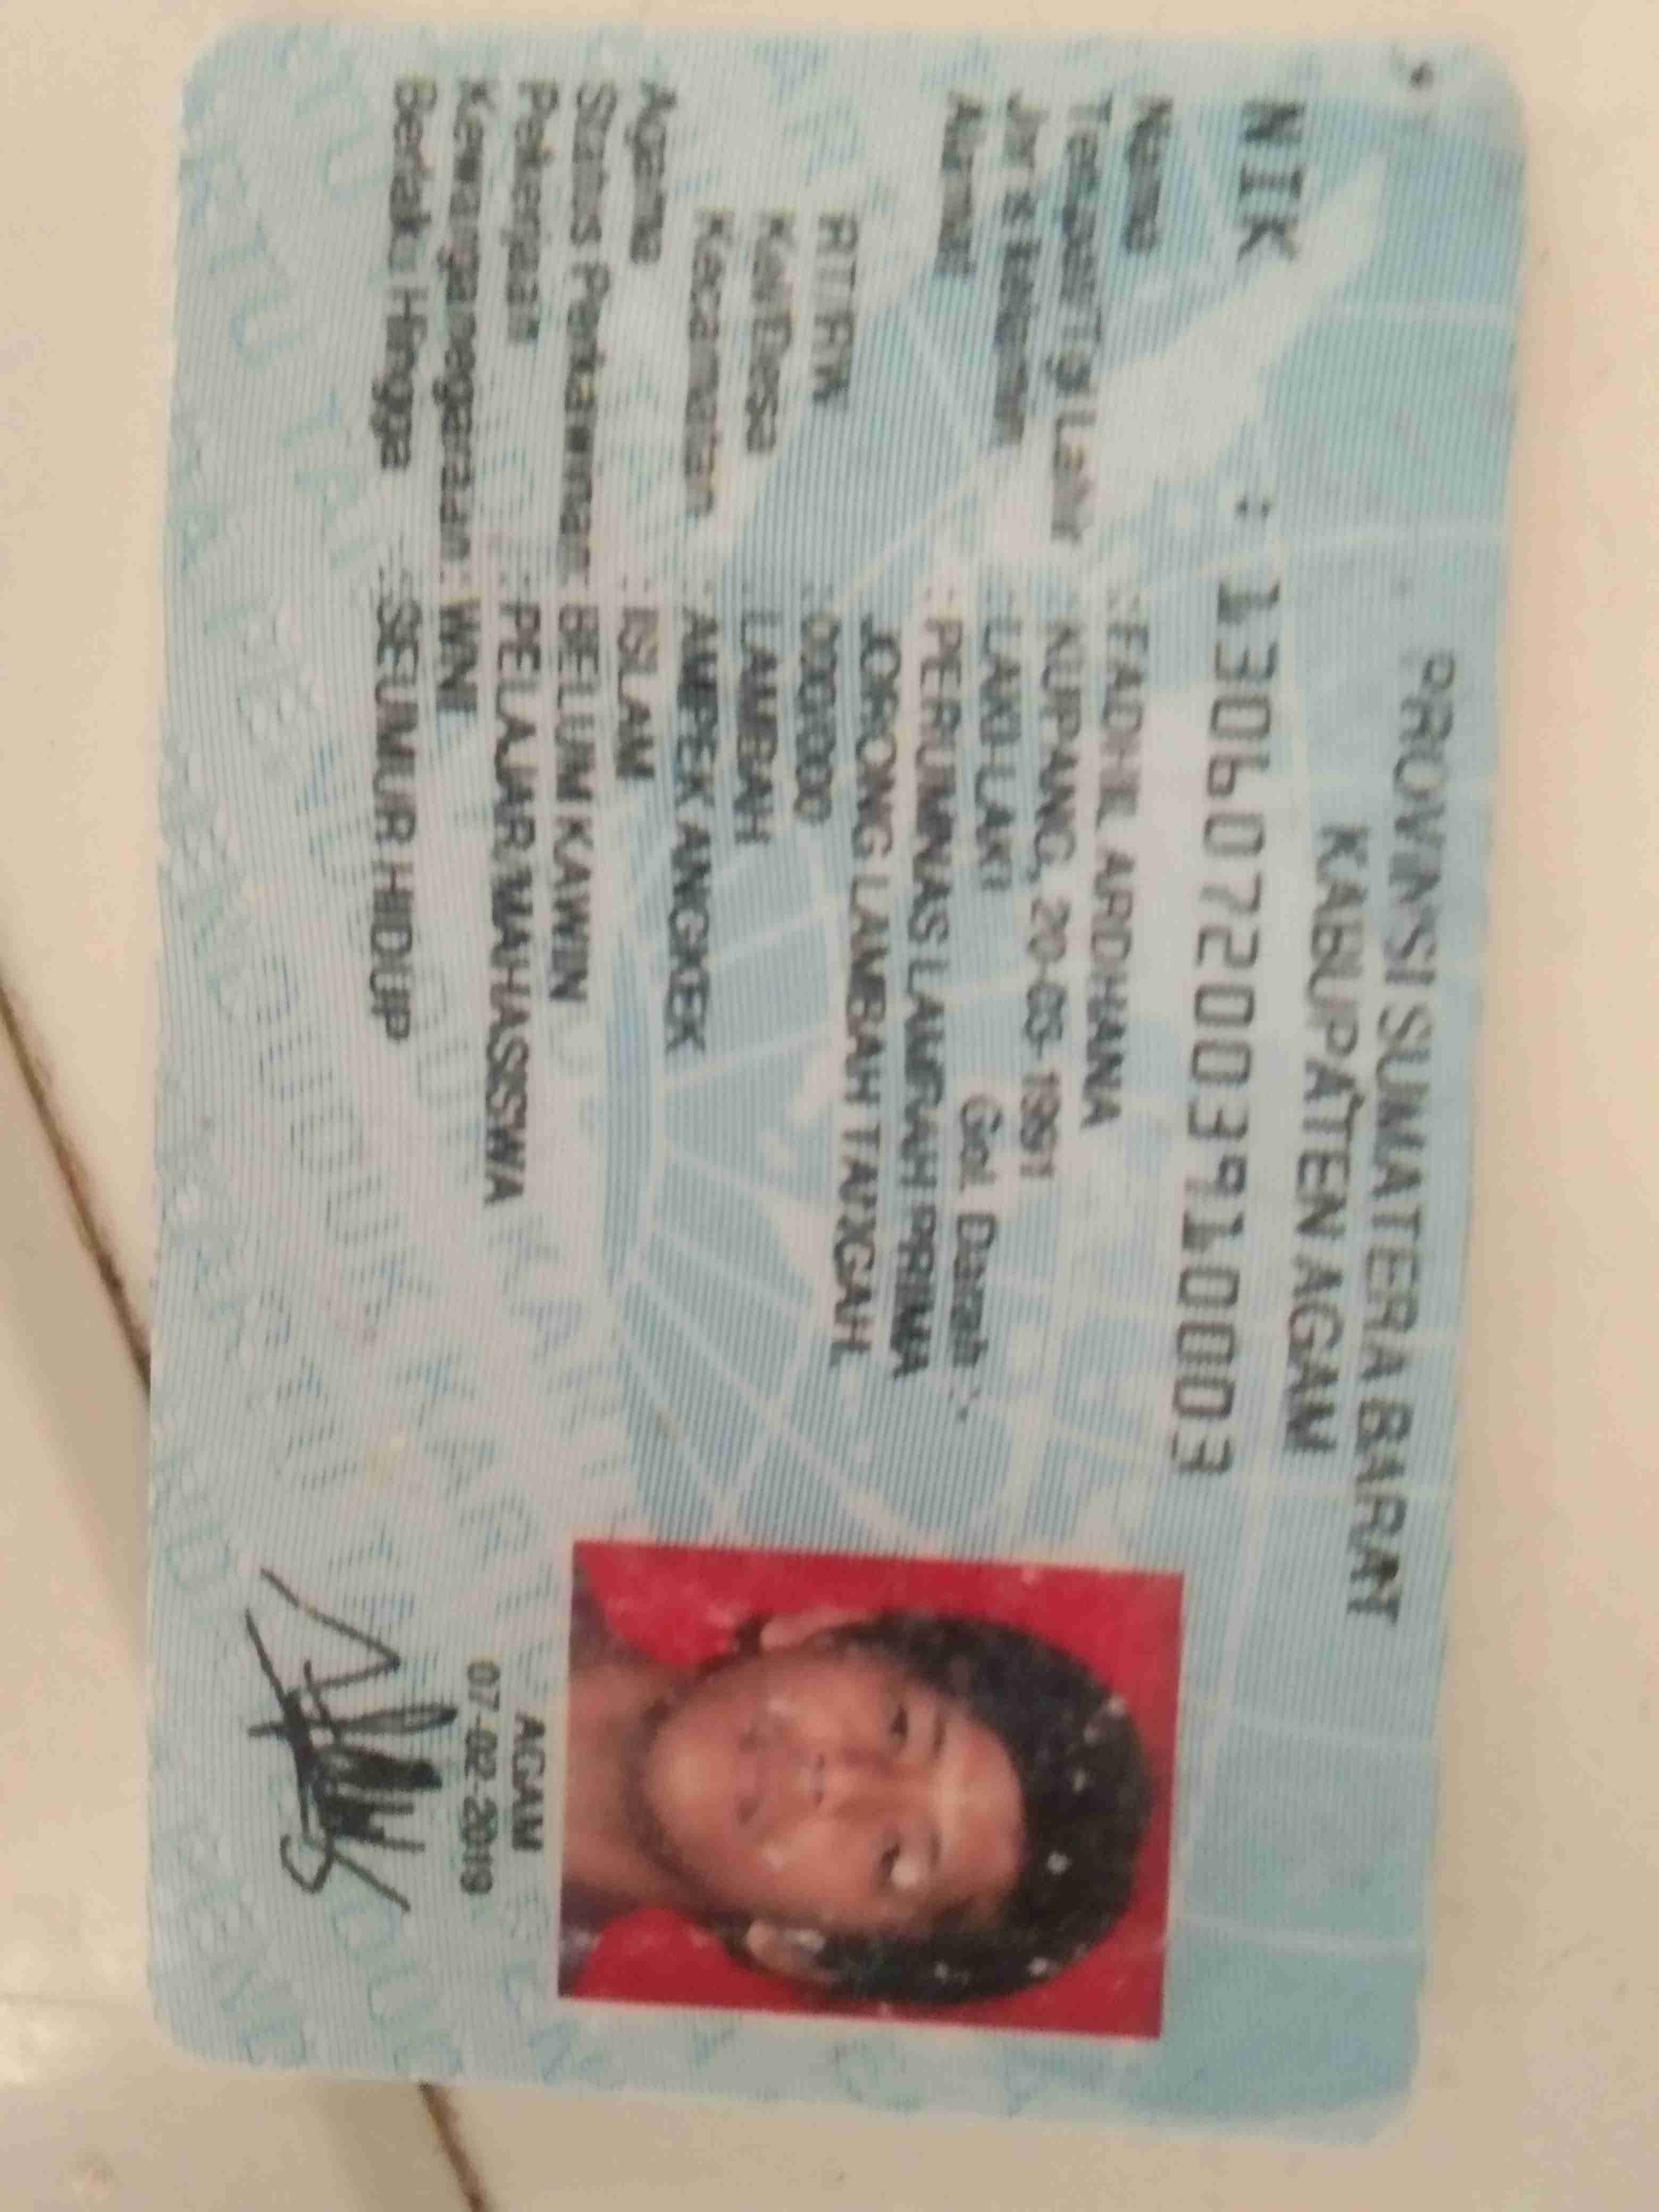 PROVINSI SUMATERA BARAT
KABUPATEN AGAM
NIK : 1306072003910003
Nama : FADHIL ARDHANA
Tempat/Tgl Lahir : KUPANG, 20-03-1991
Jenis kelamin : LAKI-LAKI Gol. Darah : -
Alamat : PERUMNAS LAMBAH PRIMA
JORONG LAMBAH TANGAH,
RT/RW : 000/000
Kel/Desa : LAMBAH
Kecamatan : AMPEK ANGKEK
Agama : ISLAM
Status Perkawinan: BELUM KAWIN
Pekerjaan : PELAJAR/MAHASISWA
Kewarganegaraan: WNI
Berlaku Hingga : SEUMUR HIDUP
AGAM
07-02-2019